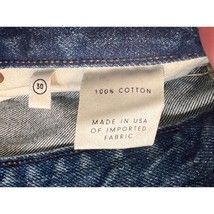 30
100% COTTON
MADE IN USA
OF IMPORTED
FABRIC